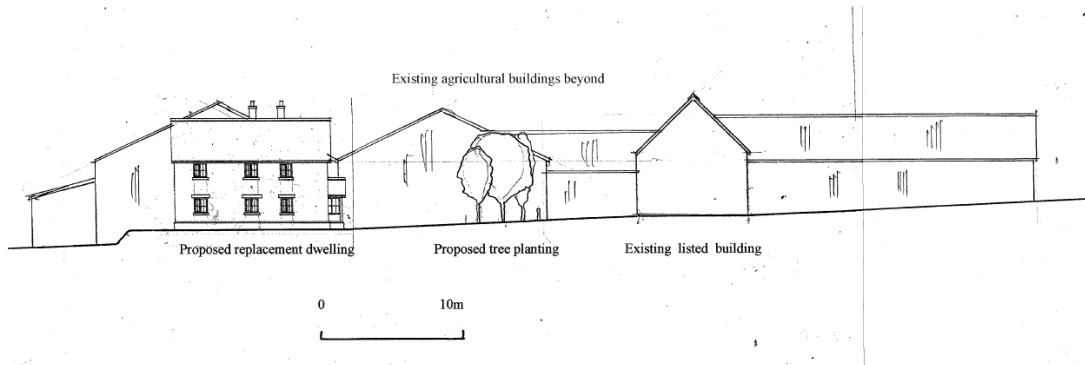 Existing agricultural buildings beyond
Proposed replacement dwelling
Proposed tree planting
Existing listed building
0
10m